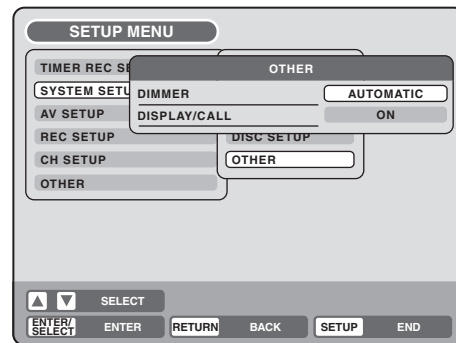 SETUP MENU
TIMER REC SE
OTHER
SYSTEM SETU
DIMMER
AUTOMATIC
AV SETUP
DISPLAY/CALL
ON
REC SETUP
DISC SETUP
CH SETUP
OTHER
OTHER
SELECT
ENTER/
SELECT
ENTER
RETURN
BACK
SETUP
END